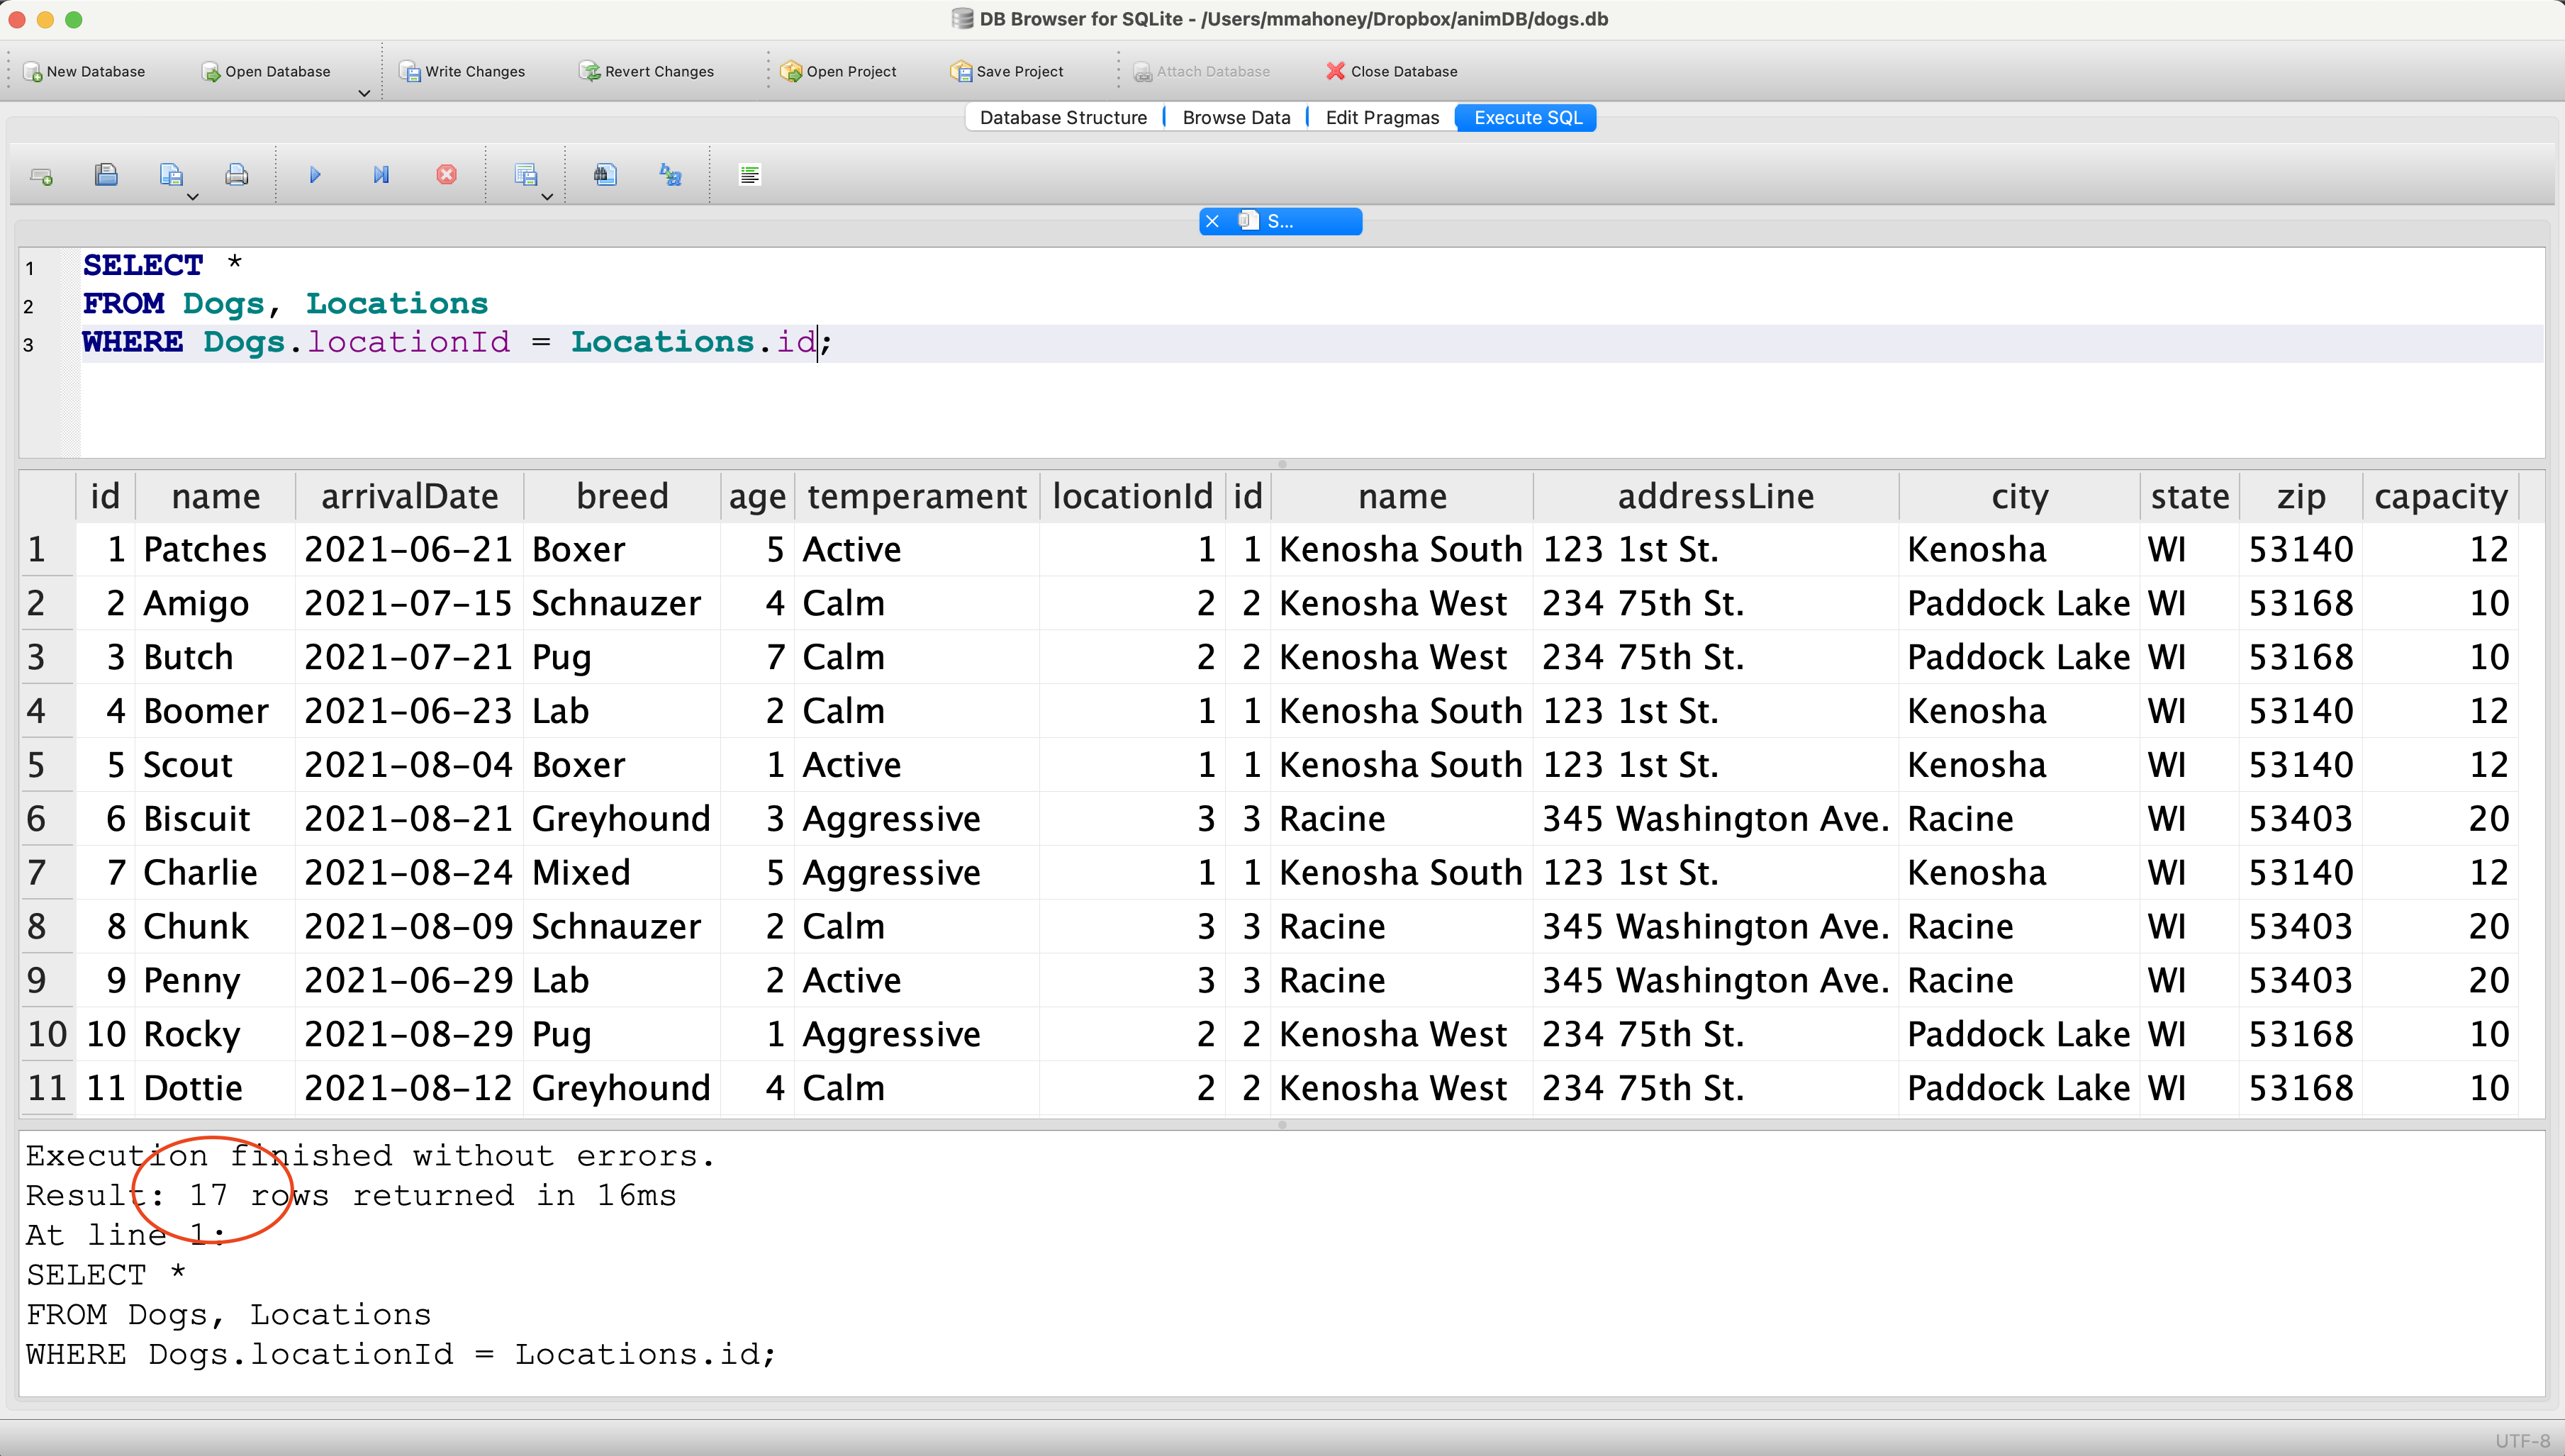 DB Browser for SQLite - /Users/mmahoney/Dropbox/animDB/dogs.db
New Database Open Database Write Changes Revert Changes Open Project Save Project Attach Database Close Database
Database Structure Browse Data Edit Pragmas Execute SQL
S...
1 SELECT *
2 FROM Dogs, Locations
3 WHERE Dogs.locationId = Locations.id;
id name arrivalDate breed age temperament locationId id name addressLine city state zip capacity
1 1 Patches 2021-06-21 Boxer 5 Active 1 1 Kenosha South 123 1st St. Kenosha WI 53140 12
2 2 Amigo 2021-07-15 Schnauzer 4 Calm 2 2 Kenosha West 234 75th St. Paddock Lake WI 53168 10
3 3 Butch 2021-07-21 Pug 7 Calm 2 2 Kenosha West 234 75th St. Paddock Lake WI 53168 10
4 4 Boomer 2021-06-23 Lab 2 Calm 1 1 Kenosha South 123 1st St. Kenosha WI 53140 12
5 5 Scout 2021-08-04 Boxer 1 Active 1 1 Kenosha South 123 1st St. Kenosha WI 53140 12
6 6 Biscuit 2021-08-21 Greyhound 3 Aggressive 3 3 Racine 345 Washington Ave. Racine WI 53403 20
7 7 Charlie 2021-08-24 Mixed 5 Aggressive 1 1 Kenosha South 123 1st St. Kenosha WI 53140 12
8 8 Chunk 2021-08-09 Schnauzer 2 Calm 3 3 Racine 345 Washington Ave. Racine WI 53403 20
9 9 Penny 2021-06-29 Lab 2 Active 3 3 Racine 345 Washington Ave. Racine WI 53403 20
10 10 Rocky 2021-08-29 Pug 1 Aggressive 2 2 Kenosha West 234 75th St. Paddock Lake WI 53168 10
11 11 Dottie 2021-08-12 Greyhound 4 Calm 2 2 Kenosha West 234 75th St. Paddock Lake WI 53168 10
Execution finished without errors.
Result: 17 rows returned in 16ms
At line 1:
SELECT *
FROM Dogs, Locations
WHERE Dogs.locationId = Locations.id;
UTF-8